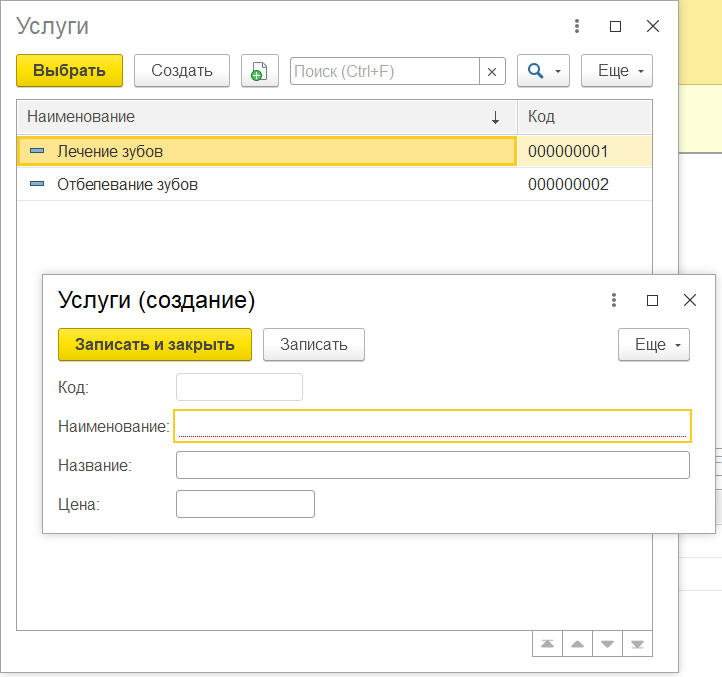 Услуги
Выбрать Создать Поиск (Ctrl+F) Еще
Наименование Код
Лечение зубов 000000001
Отбепевание зубов 000000002
Услуги (создание)
Записать и закрыть Записать Еще
Код:
Наименование:
Название:
Цена: